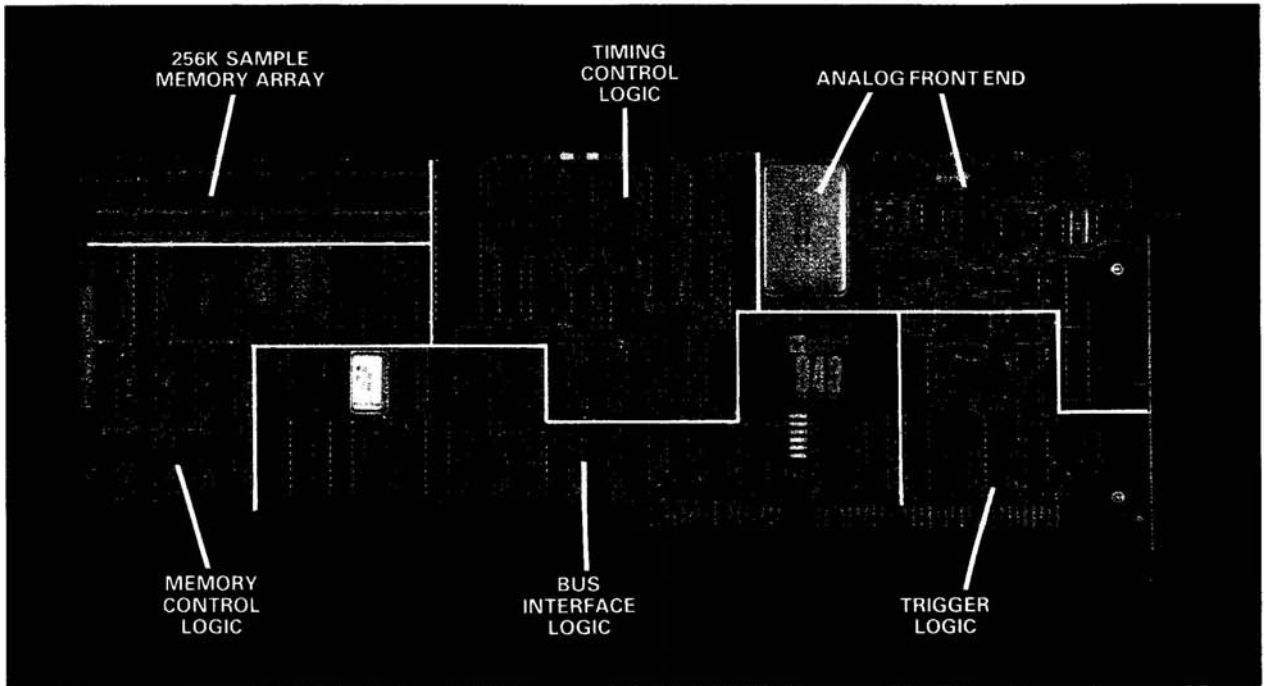 256K SAMPLE
MEMORY ARRAY
TIMING
CONTROL
LOGIC
ANALOG FRONT END
MEMORY
CONTROL
LOGIC
BUS
INTERFACE
LOGIC
TRIGGER
LOGIC